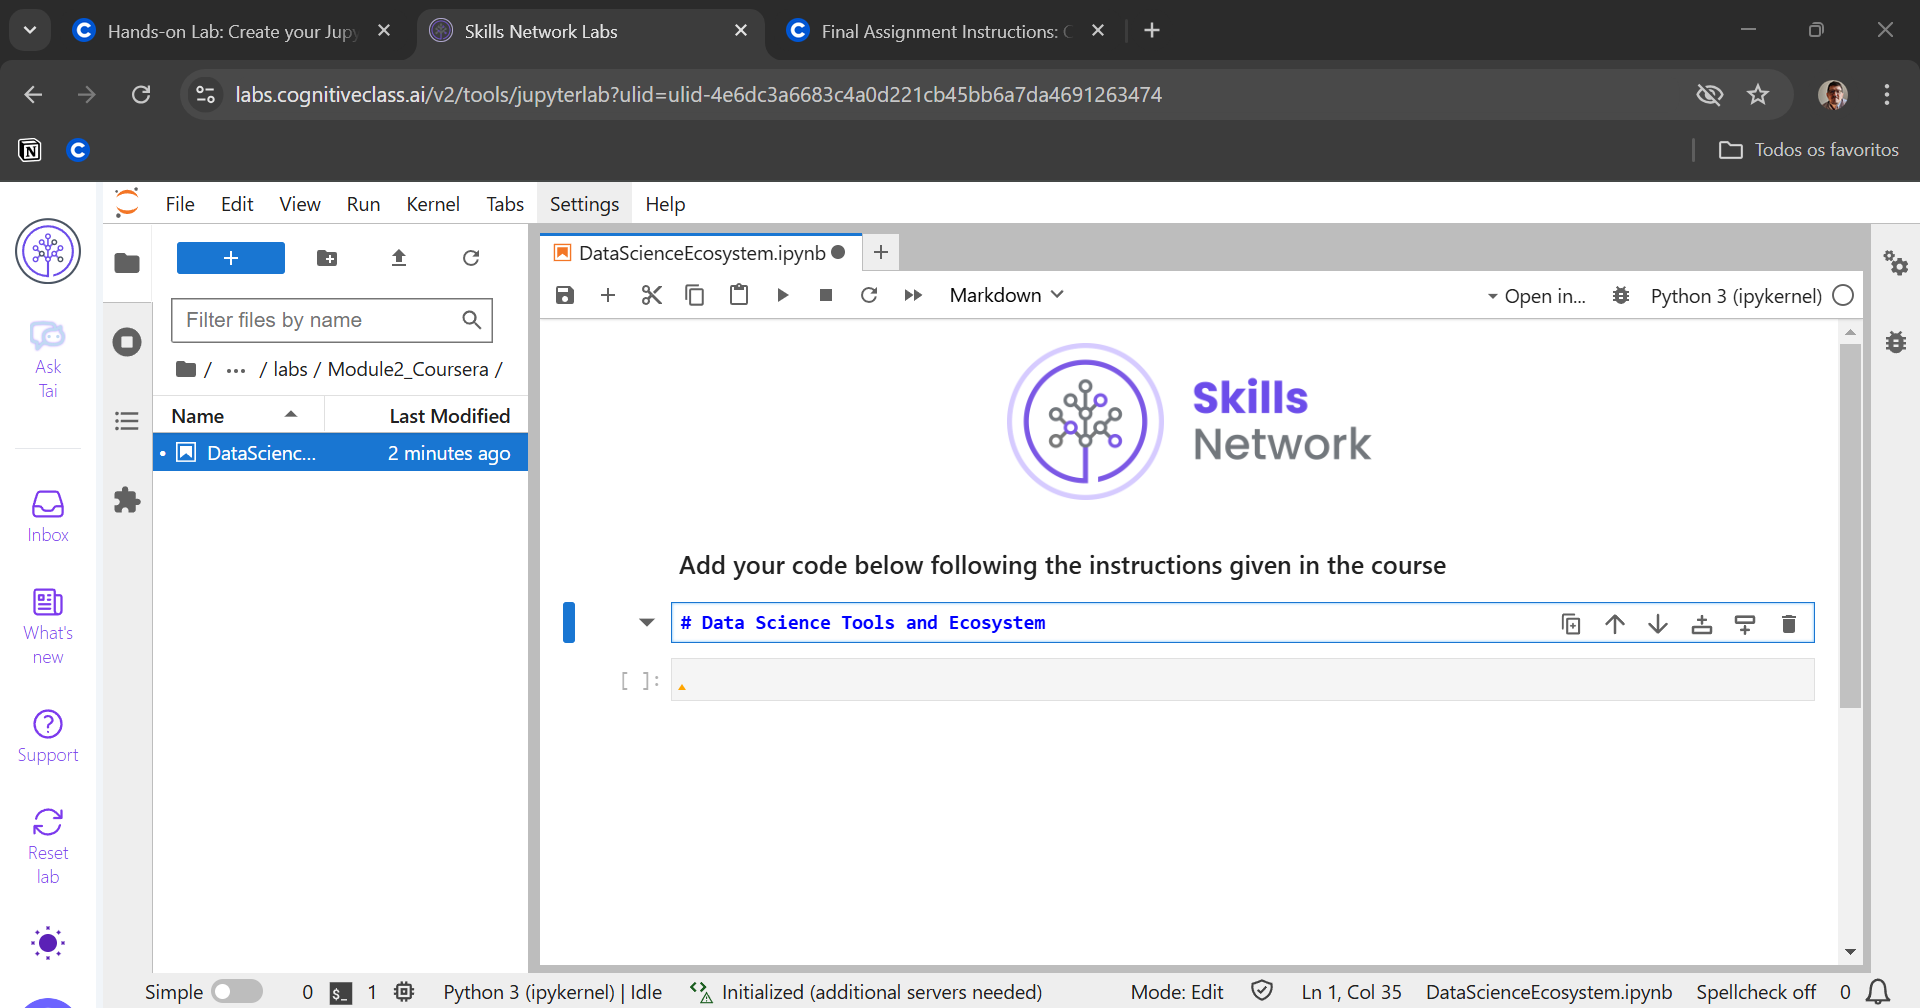 Hands-on Lab: Create your Jupy
Skills Network Labs
Final Assignment Instructions: C
labs.cognitiveclass.ai/v2/tools/jupyterlab?ulid=ulid-4e6dc3a6683c4a0d221cb45bb6a7da4691263474
Todos os favoritos
File Edit View Run Kernel Tabs Settings Help
Ask
Tai
Inbox
What's
new
Support
Reset
lab
+
Filter files by name
/ ... / labs / Module2_Coursera /
Name Last Modified
DataScienc... 2 minutes ago
DataScienceEcosystem.ipynb
Markdown Open in... Python 3 (ipykernel)
Skills
Network
Add your code below following the instructions given in the course
# Data Science Tools and Ecosystem
[ ]:
Simple 0 $_ 1 Python 3 (ipykernel) | Idle Initialized (additional servers needed) Mode: Edit Ln 1, Col 35 DataScienceEcosystem.ipynb Spellcheck off 0